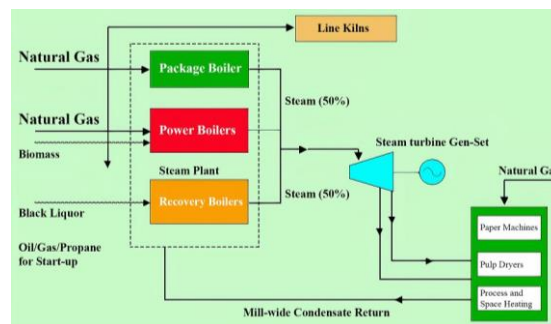 Line Kilns
Natural Gas
Package Boiler
Steam (50%)
Natural Gas
Power Boilers
Biomass
Steam turbine Gen-Set
Steam Plant
Natural Ga
Steam (50%)
Recovery Boilers
Black Liquor
Paper Machines
Oil/Gas/Propane
for Start-up
Pulp Dryers
Process and
Space Heating
Mill-wide Condensate Return